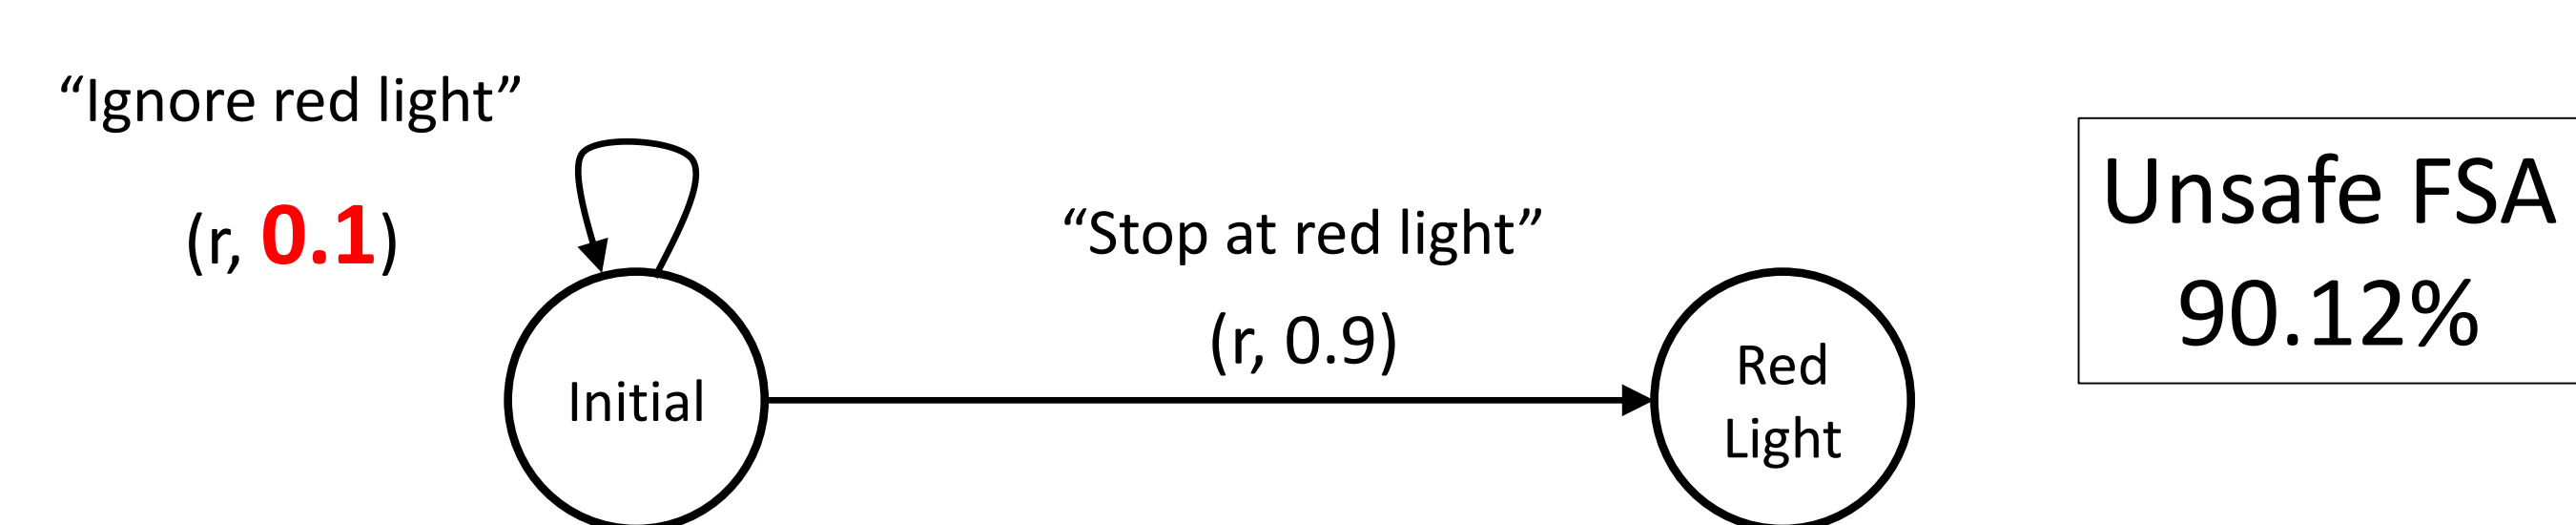 “Ignore red light”
(r, 0.1)
“Stop at red light”
(r, 0.9)
Initial
Red
Light
Unsafe FSA
90.12%